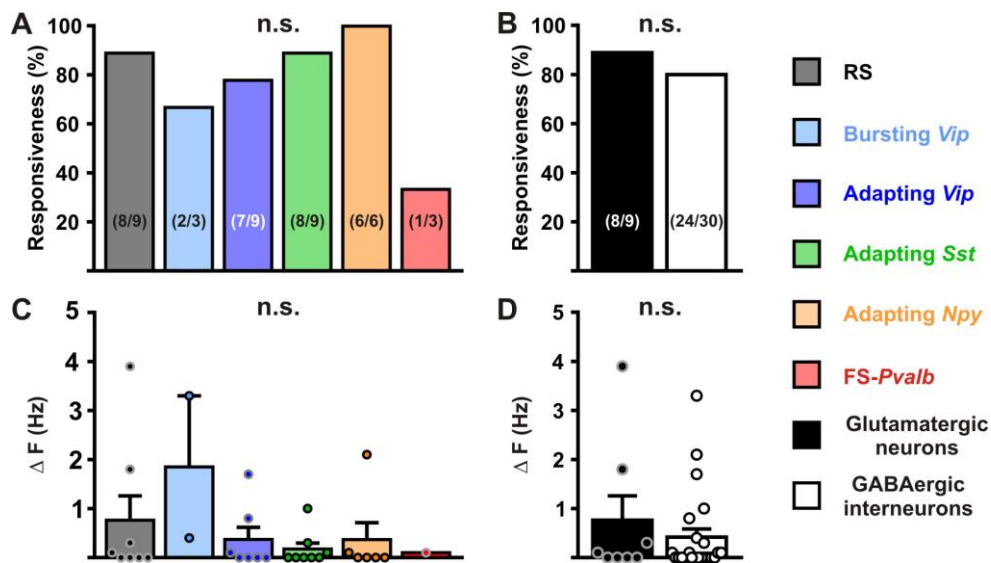 A
n.s.
Responsiveness (%)
100
80
60
40
20
(8/9)
(2/3)
(7/9)
(8/9)
(6/6)
(1/3)
B
n.s.
Responsiveness (%)
100
80
60
40
20
(8/9)
(24/30)
C
n.s.
Δ F (Hz)
5
4
3
2
1
D
n.s.
Δ F (Hz)
5
4
3
2
1
RS
Bursting Vip
Adapting Vip
Adapting Sst
Adapting Npy
FS-Pvalb
Glutamatergic
neurons
GABAergic
interneurons